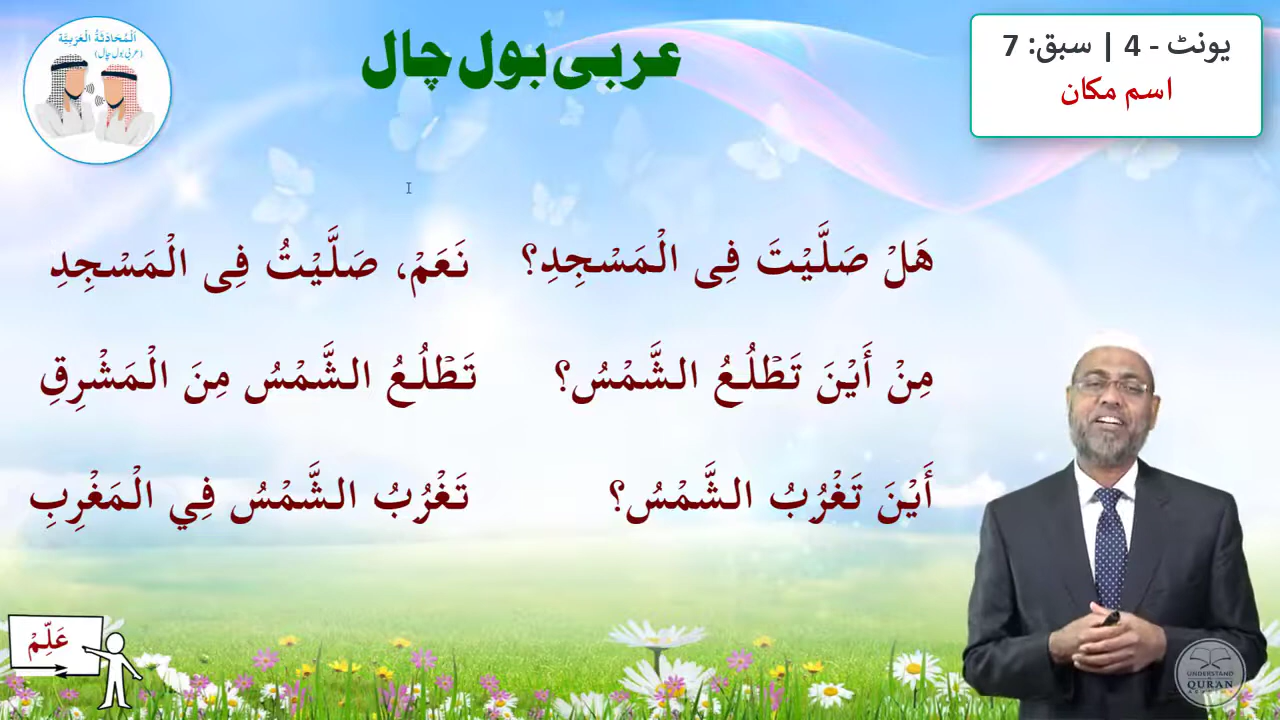 اَلْمُحَادَثَةُ الْعَرَبِيَّة
(عربی بول چال)
عربی بول چال
یونٹ - 4 | سبق: 7
اسم مکان
هَلْ صَلَّيْتَ فِى الْمَسْجِدِ؟ نَعَمْ، صَلَّيْتُ فِى الْمَسْجِدِ
مِنْ أَيْنَ تَطْلُعُ الشَّمْسُ؟ تَطْلُعُ الشَّمْسُ مِنَ الْمَشْرِقِ
أَيْنَ تَغْرُبُ الشَّمْسُ؟ تَغْرُبُ الشَّمْسُ فِي الْمَغْرِبِ
عَلِّمْ
UNDERSTAND
QURAN